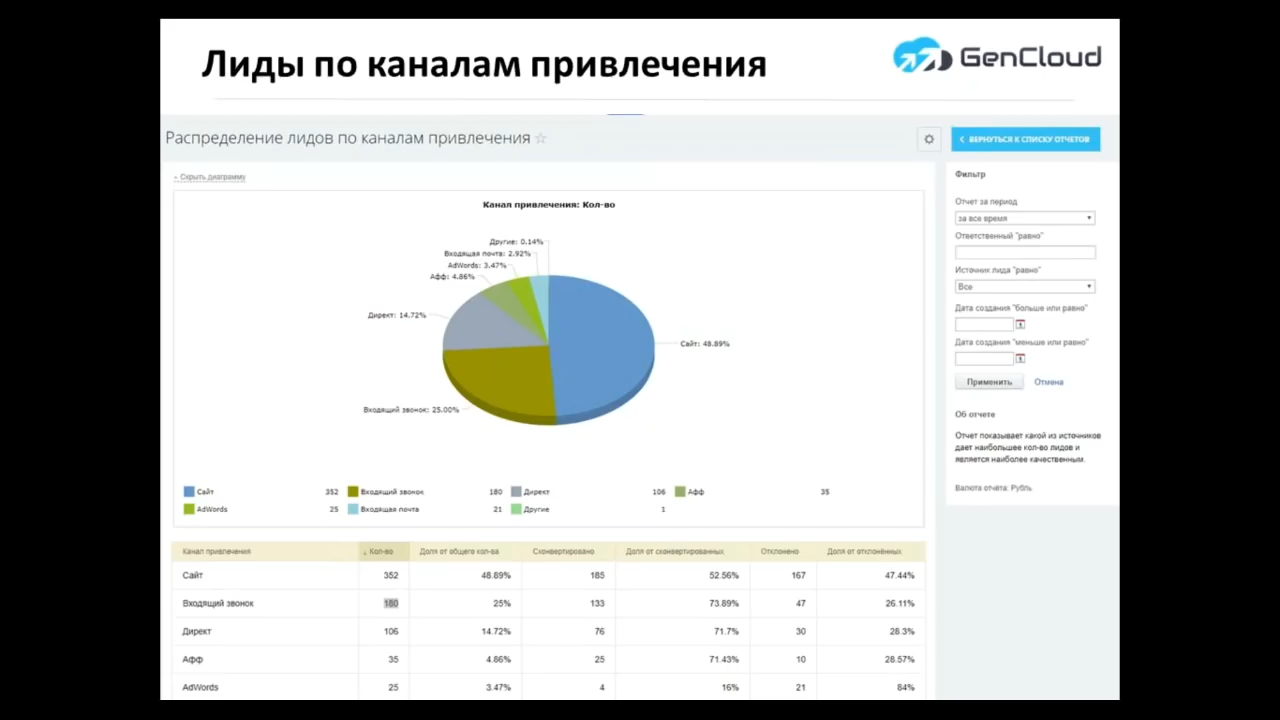 Лиды по каналам привлечения
GenCloud
Распределение лидов по каналам привлечения
ВЕРНУТЬСЯ К СПИСКУ ОТЧЕТОВ
Скрыть диаграмму
Канал привлечения: Кол-во
Другие: 0.14%
Входящая почта: 2.92%
AdWords: 3.47%
Афф: 4.86%
Директ: 14.72%
Сайт: 48.89%
Входящий звонок: 25.00%
Сайт 352 Входящий звонок 180 Директ 106 Афф 35
AdWords 25 Входящая почта 21 Другие 1
Канал привлечения Кол-во Доля от общего кол-ва Сконвертировано Доля от сконвертированных Отклонено Доля от отклонённых
Сайт 352 48.89% 185 52.56% 167 47.44%
Входящий звонок 180 25% 133 73.89% 47 26.11%
Директ 106 14.72% 76 71.7% 30 28.3%
Афф 35 4.86% 25 71.43% 10 28.57%
AdWords 25 3.47% 4 16% 21 84%
Фильтр
Отчет за период
за все время
Ответственный "равно"
Источник лида "равно"
Все
Дата создания "больше или равно"
Дата создания "меньше или равно"
Применить Отмена
Об отчете
Отчет показывает какой из источников
дает наибольшее кол-во лидов и
является наиболее качественным.
Валюта отчёта: Рубль